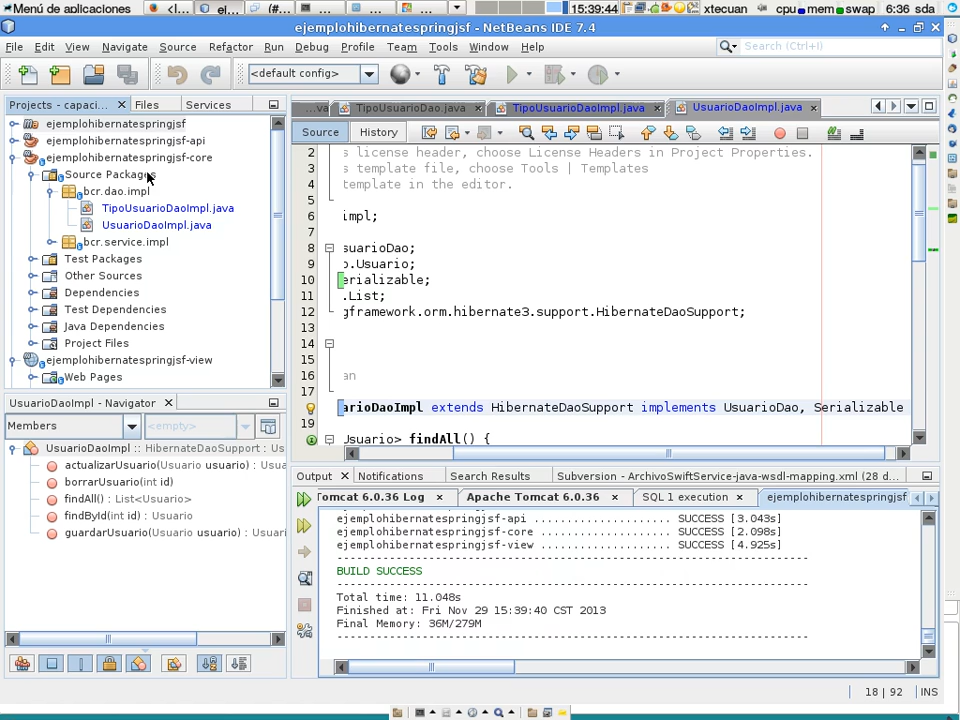 Menú de aplicaciones
<l...
el...
(#...
15:39:44
xtecuan
cpu
mem
swap
6:36 sda
ejemplohibernatespringjsf - NetBeans IDE 7.4
File Edit View Navigate Source Refactor Run Debug Profile Team Tools Window Help
Search (Ctrl+I)
<default config>
Projects - capaci...
Files
Services
ejemplohibernatespringjsf
ejemplohibernatespringjsf-api
ejemplohibernatespringjsf-core
Source Packages
bcr.dao.impl
TipoUsuarioDaoImpl.java
UsuarioDaoImpl.java
bcr.service.impl
Test Packages
Other Sources
Dependencies
Test Dependencies
Java Dependencies
Project Files
ejemplohibernatespringjsf-view
Web Pages
UsuarioDaoImpl - Navigator
Members
<empty>
UsuarioDaoImpl :: HibernateDaoSupport : 
actualizarUsuario(Usuario usuario) : Usua
borrarUsuario(int id)
findAll() : List<Usuario>
findById(int id) : Usuario
guardarUsuario(Usuario usuario) : Usuari
...va
TipoUsuarioDao.java
TipoUsuarioDaoImpl.java
UsuarioDaoImpl.java
Source
History
2 s license header, choose License Headers in Project Properties.
3 s template file, choose Tools | Templates
4 template in the editor.
5
6 impl;
7
8 suarioDao;
9 o.Usuario;
10 erializable;
11 .List;
12 gframework.orm.hibernate3.support.HibernateDaoSupport;
13
14
15
16 an
17
arioDaoImpl extends HibernateDaoSupport implements UsuarioDao, Serializable
19
Usuario> findAll() {
Output
Notifications
Search Results
Subversion - ArchivoSwiftService-java-wsdl-mapping.xml (28 d...
Tomcat 6.0.36 Log
Apache Tomcat 6.0.36
SQL 1 execution
ejemplohibernatespringjsf
ejemplohibernatespringjsf-api ..................... SUCCESS [3.043s]
ejemplohibernatespringjsf-core .................... SUCCESS [2.098s]
ejemplohibernatespringjsf-view .................... SUCCESS [4.925s]
------------------------------------------------------------------------
BUILD SUCCESS
------------------------------------------------------------------------
Total time: 11.048s
Finished at: Fri Nov 29 15:39:40 CST 2013
Final Memory: 36M/279M
------------------------------------------------------------------------
18 | 92
INS